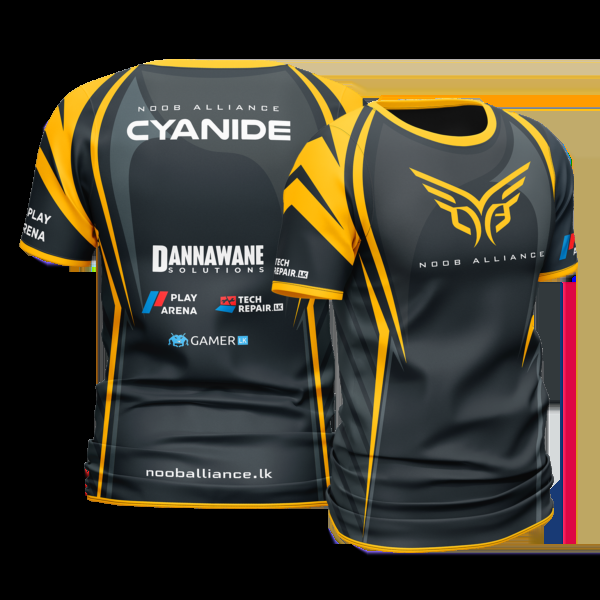 NOOB ALLIANCE
CYANIDE
DANNAWANE
SOLUTIONS
PLAY
ARENA
TECH
REPAIR.LK
GAMER LK
nooballiance.lk
PLAY
ARENA
TECH
REPAIR.LK
NOOB ALLIANCE